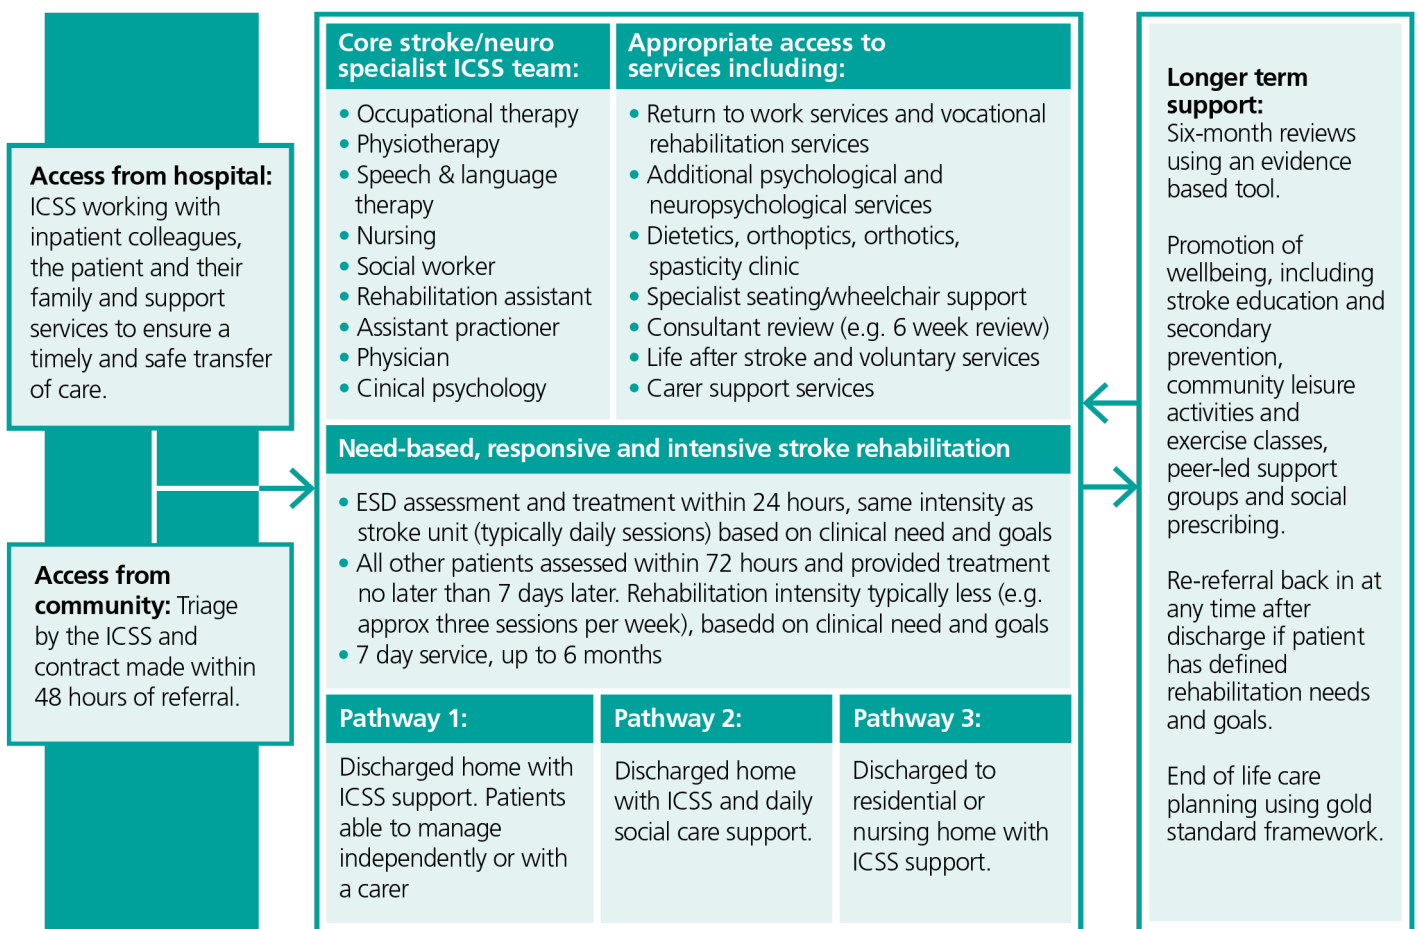 Access from hospital:
ICSS working with
inpatient colleagues,
the patient and their
family and support
services to ensure a
timely and safe transfer
of care.
Access from
community: Triage
by the ICSS and
contract made within
48 hours of referral.
Core stroke/neuro
specialist ICSS team:
• Occupational therapy
• Physiotherapy
• Speech & language
therapy
• Nursing
• Social worker
• Rehabilitation assistant
• Assistant practioner
• Physician
• Clinical psychology
Appropriate access to
services including:
• Return to work services and vocational
rehabilitation services
• Additional psychological and
neuropsychological services
• Dietetics, orthoptics, orthotics,
spasticity clinic
• Specialist seating/wheelchair support
• Consultant review (e.g. 6 week review)
• Life after stroke and voluntary services
• Carer support services
Need-based, responsive and intensive stroke rehabilitation
• ESD assessment and treatment within 24 hours, same intensity as
stroke unit (typically daily sessions) based on clinical need and goals
• All other patients assessed within 72 hours and provided treatment
no later than 7 days later. Rehabilitation intensity typically less (e.g.
approx three sessions per week), basedd on clinical need and goals
• 7 day service, up to 6 months
Pathway 1:
Discharged home with
ICSS support. Patients
able to manage
independently or with
a carer
Pathway 2:
Discharged home
with ICSS and daily
social care support.
Pathway 3:
Discharged to
residential or
nursing home with
ICSS support.
Longer term
support:
Six-month reviews
using an evidence
based tool.
Promotion of
wellbeing, including
stroke education and
secondary
prevention,
community leisure
activities and
exercise classes,
peer-led support
groups and social
prescribing.
Re-referral back in at
any time after
discharge if patient
has defined
rehabilitation needs
and goals.
End of life care
planning using gold
standard framework.